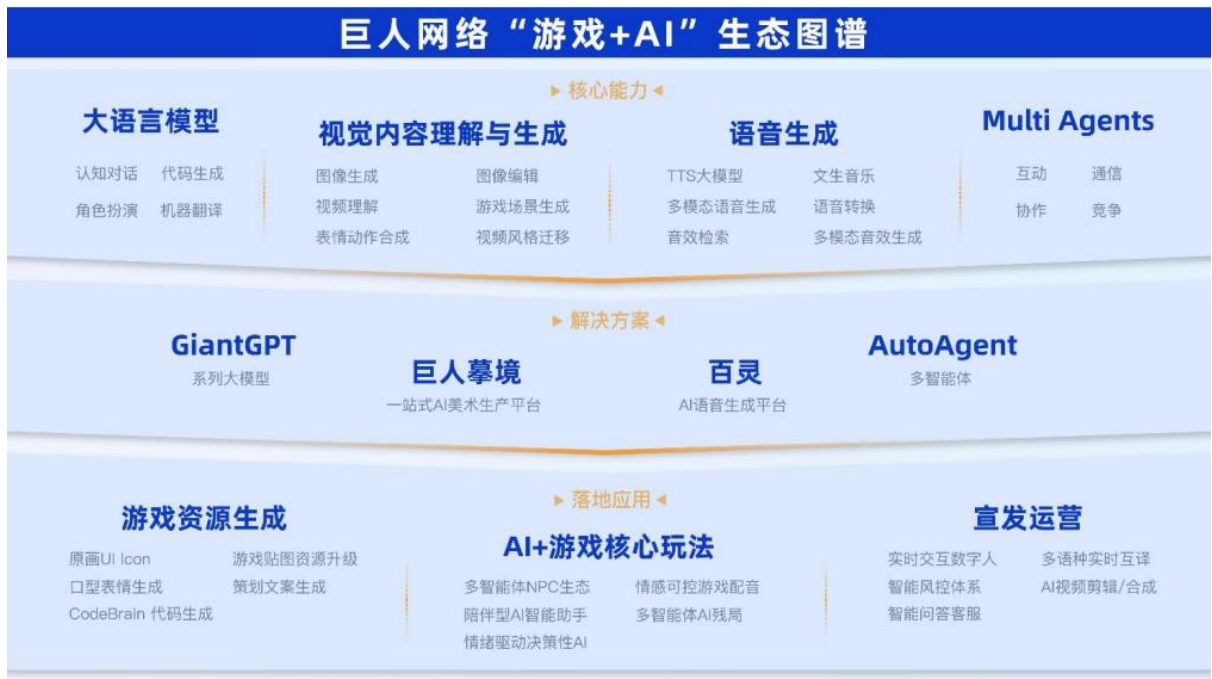 巨人网络“游戏+AI”生态图谱
核心能力
大语言模型
认知对话 代码生成
角色扮演 机器翻译
视觉内容理解与生成
图像生成 图像编辑
视频理解 游戏场景生成
表情动作合成 视频风格迁移
语音生成
TTS大模型 文生音乐
多模态语音生成 语音转换
音效检索 多模态音效生成
Multi Agents
互动 通信
协作 竞争
解决方案
GiantGPT
系列大模型
巨人摹境
一站式AI美术生产平台
百灵
AI语音生成平台
AutoAgent
多智能体
落地应用
游戏资源生成
原画UI Icon 游戏贴图资源升级
口型表情生成 策划文案生成
CodeBrain 代码生成
AI+游戏核心玩法
多智能体NPC生态 情感可控游戏配音
陪伴型AI智能助手 多智能体AI残局
情绪驱动决策性AI
宣发运营
实时交互数字人 多语种实时互译
智能风控体系 AI视频剪辑/合成
智能问答客服